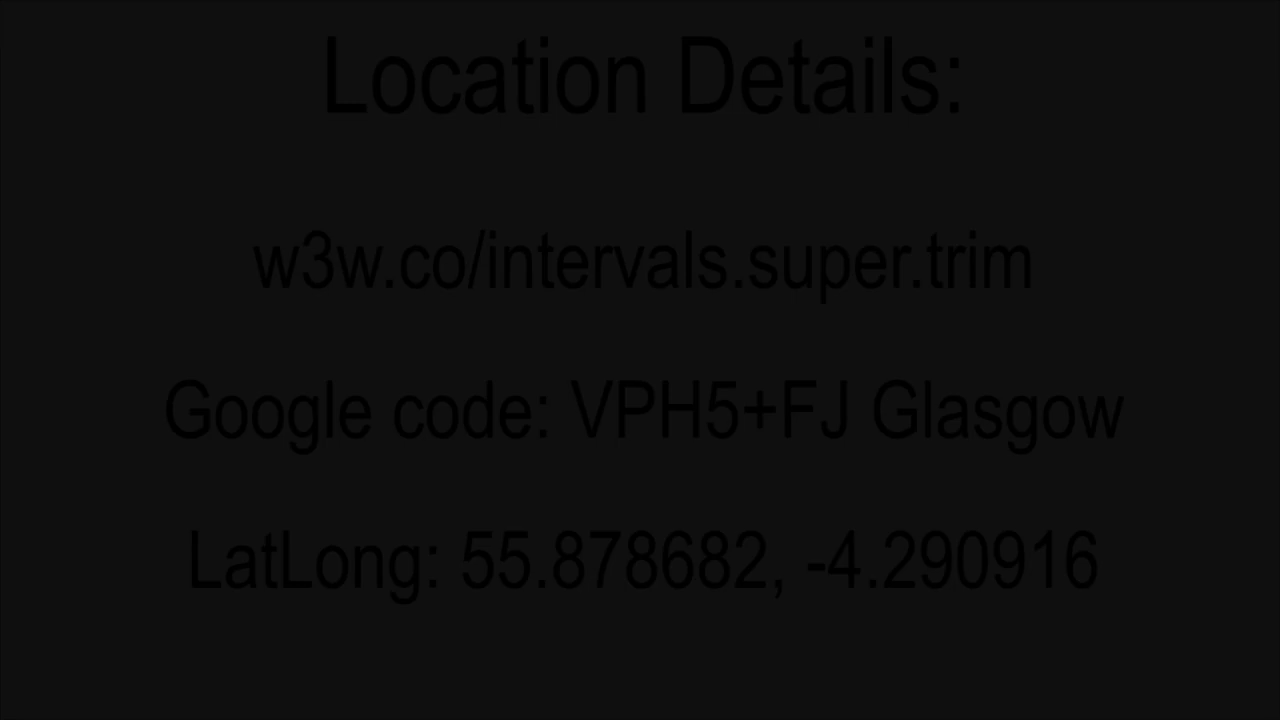 Location Details:
w3w.co/intervals.super.trim
Google code: VPH5+FJ Glasgow
LatLong: 55.878682, -4.290916